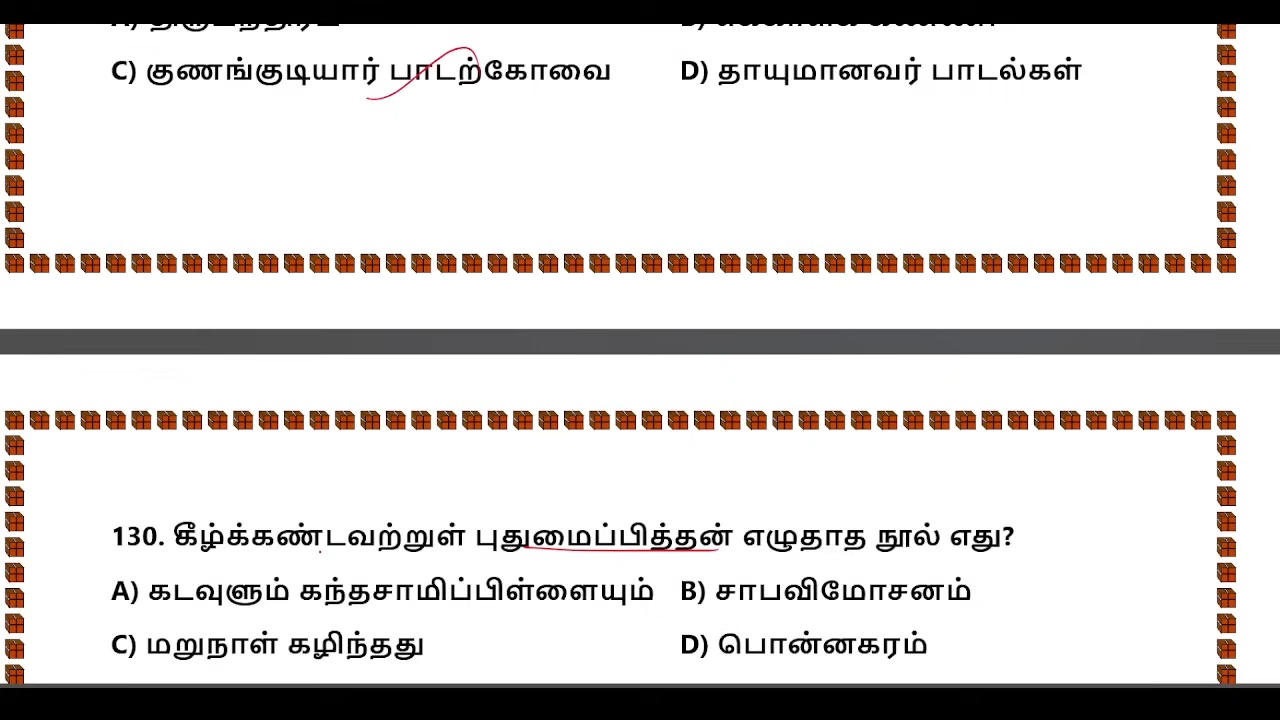 C) குணங்குடியார் பாடற்கோவை D) தாயுமானவர் பாடல்கள்
130. கீழ்க்கண்டவற்றுள் புதுமைப்பித்தன் எழுதாத நூல் எது?
A) கடவுளும் கந்தசாமிப்பிள்ளையும் B) சாபவிமோசனம்
C) மறுநாள் கழிந்தது D) பொன்னகரம்